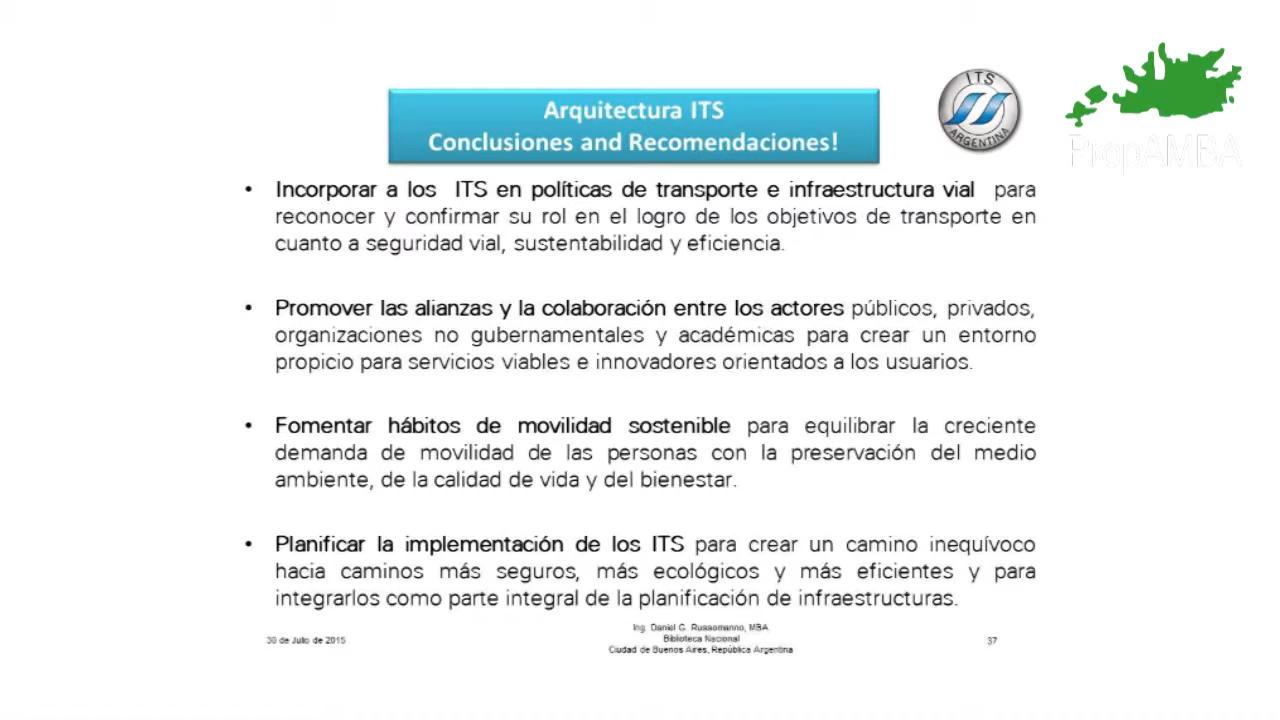 Arquitectura ITS
Conclusiones and Recomendaciones!
ITS
ARGENTINA
PropAMBA
• Incorporar a los ITS en políticas de transporte e infraestructura vial para
reconocer y confirmar su rol en el logro de los objetivos de transporte en
cuanto a seguridad vial, sustentabilidad y eficiencia.
• Promover las alianzas y la colaboración entre los actores públicos, privados,
organizaciones no gubernamentales y académicas para crear un entorno
propicio para servicios viables e innovadores orientados a los usuarios.
• Fomentar hábitos de movilidad sostenible para equilibrar la creciente
demanda de movilidad de las personas con la preservación del medio
ambiente, de la calidad de vida y del bienestar.
• Planificar la implementación de los ITS para crear un camino inequívoco
hacia caminos más seguros, más ecológicos y más eficientes y para
integrarlos como parte integral de la planificación de infraestructuras.
30 de Julio de 2015
Ing. Daniel G. Russomanno, MBA
Biblioteca Nacional
Ciudad de Buenos Aires, República Argentina
37